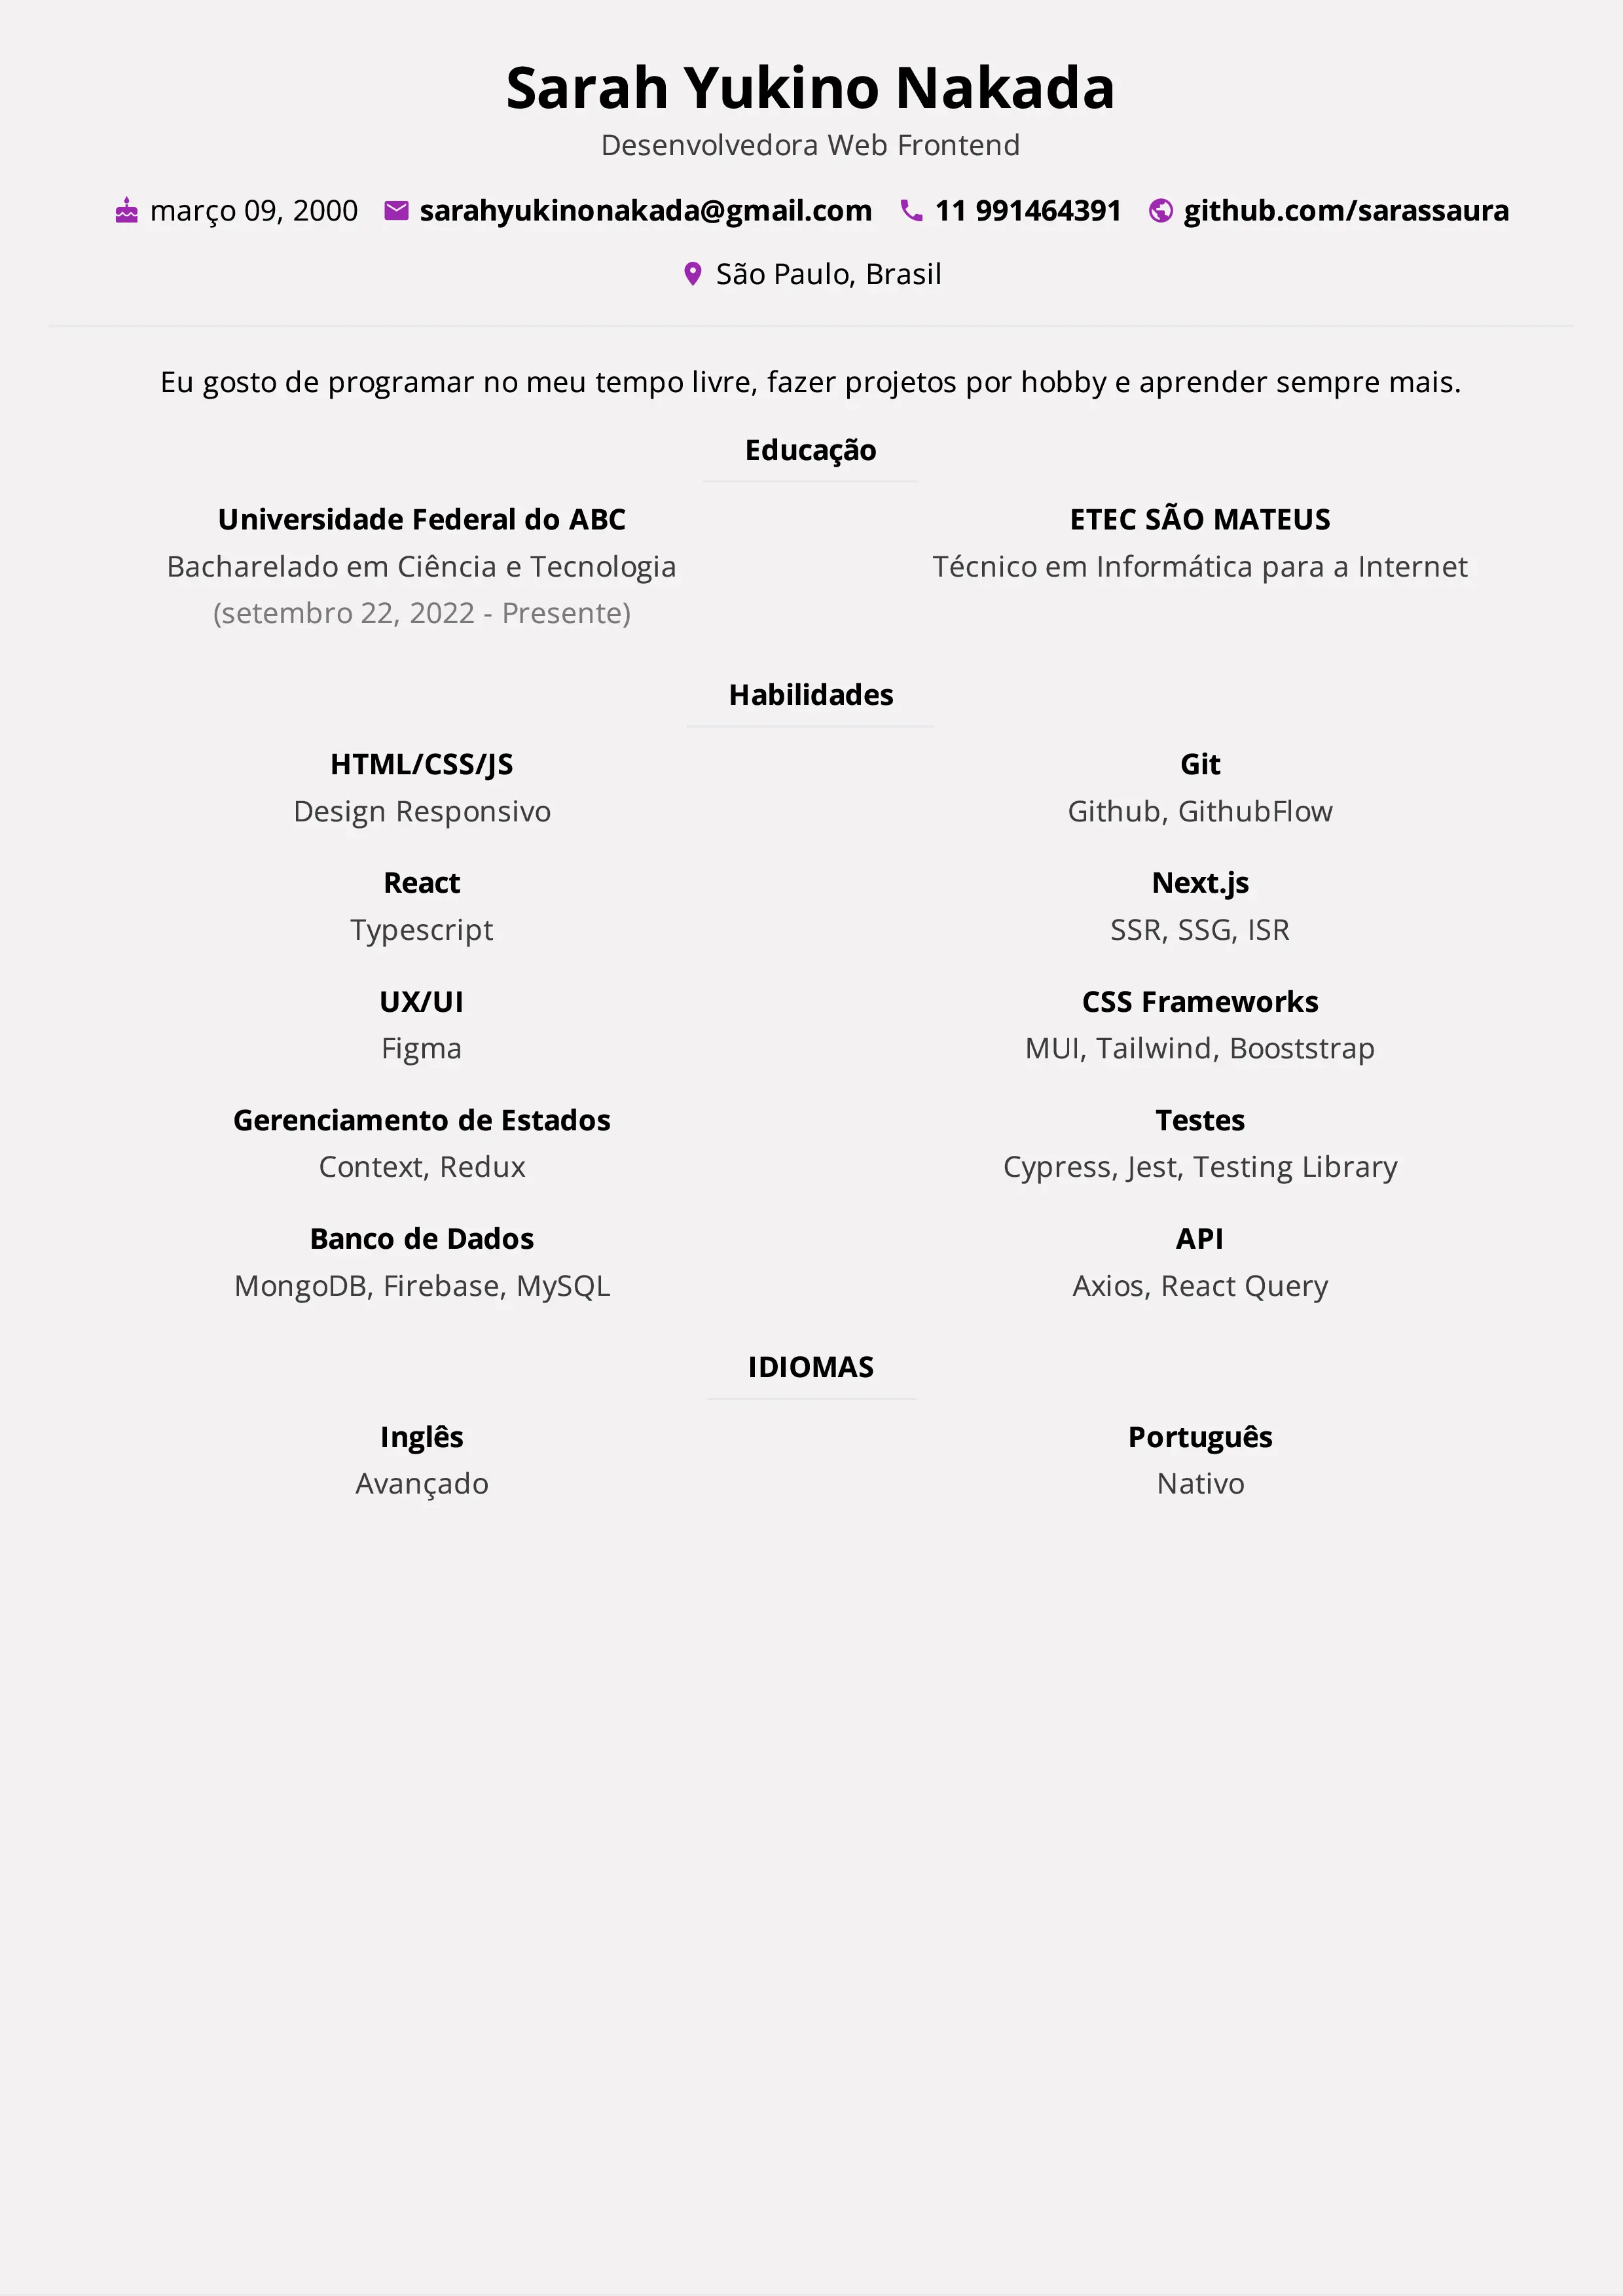 Sarah Yukino Nakada
Desenvolvedora Web Frontend
março 09, 2000 sarahyukinonakada@gmail.com 11 991464391 github.com/sarassaura
São Paulo, Brasil
Eu gosto de programar no meu tempo livre, fazer projetos por hobby e aprender sempre mais.
Educação
Universidade Federal do ABC
Bacharelado em Ciência e Tecnologia
(setembro 22, 2022 - Presente)
ETEC SÃO MATEUS
Técnico em Informática para a Internet
Habilidades
HTML/CSS/JS
Design Responsivo
Git
Github, GithubFlow
React
Typescript
Next.js
SSR, SSG, ISR
UX/UI
Figma
CSS Frameworks
MUI, Tailwind, Booststrap
Gerenciamento de Estados
Context, Redux
Testes
Cypress, Jest, Testing Library
Banco de Dados
MongoDB, Firebase, MySQL
API
Axios, React Query
IDIOMAS
Inglês
Avançado
Português
Nativo